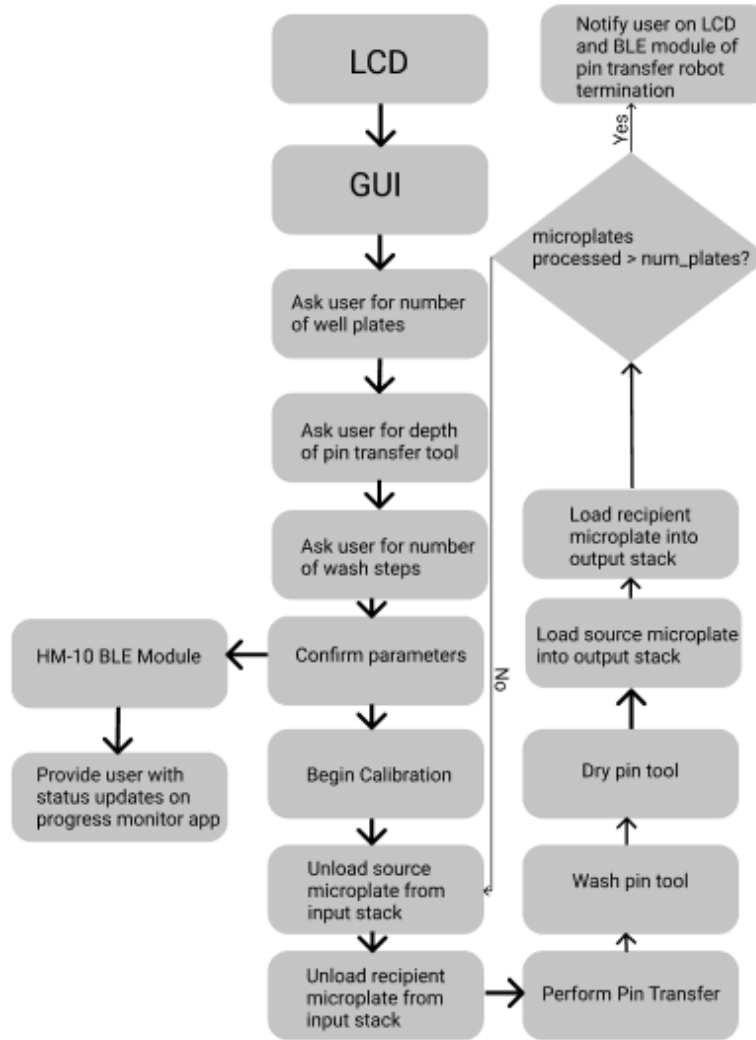 LCD
GUI
Ask user for number
of well plates
Ask user for depth
of pin transfer tool
Ask user for number
of wash steps
Confirm parameters
HM-10 BLE Module
Provide user with
status updates on
progress monitor app
Begin Calibration
Unload source
microplate from
input stack
Unload recipient
microplate from
input stack
Perform Pin Transfer
Wash pin tool
Dry pin tool
Load source microplate
into output stack
Load recipient
microplate into
output stack
microplates
processed > num_plates?
No
Yes
Notify user on LCD
and BLE module of
pin transfer robot
termination